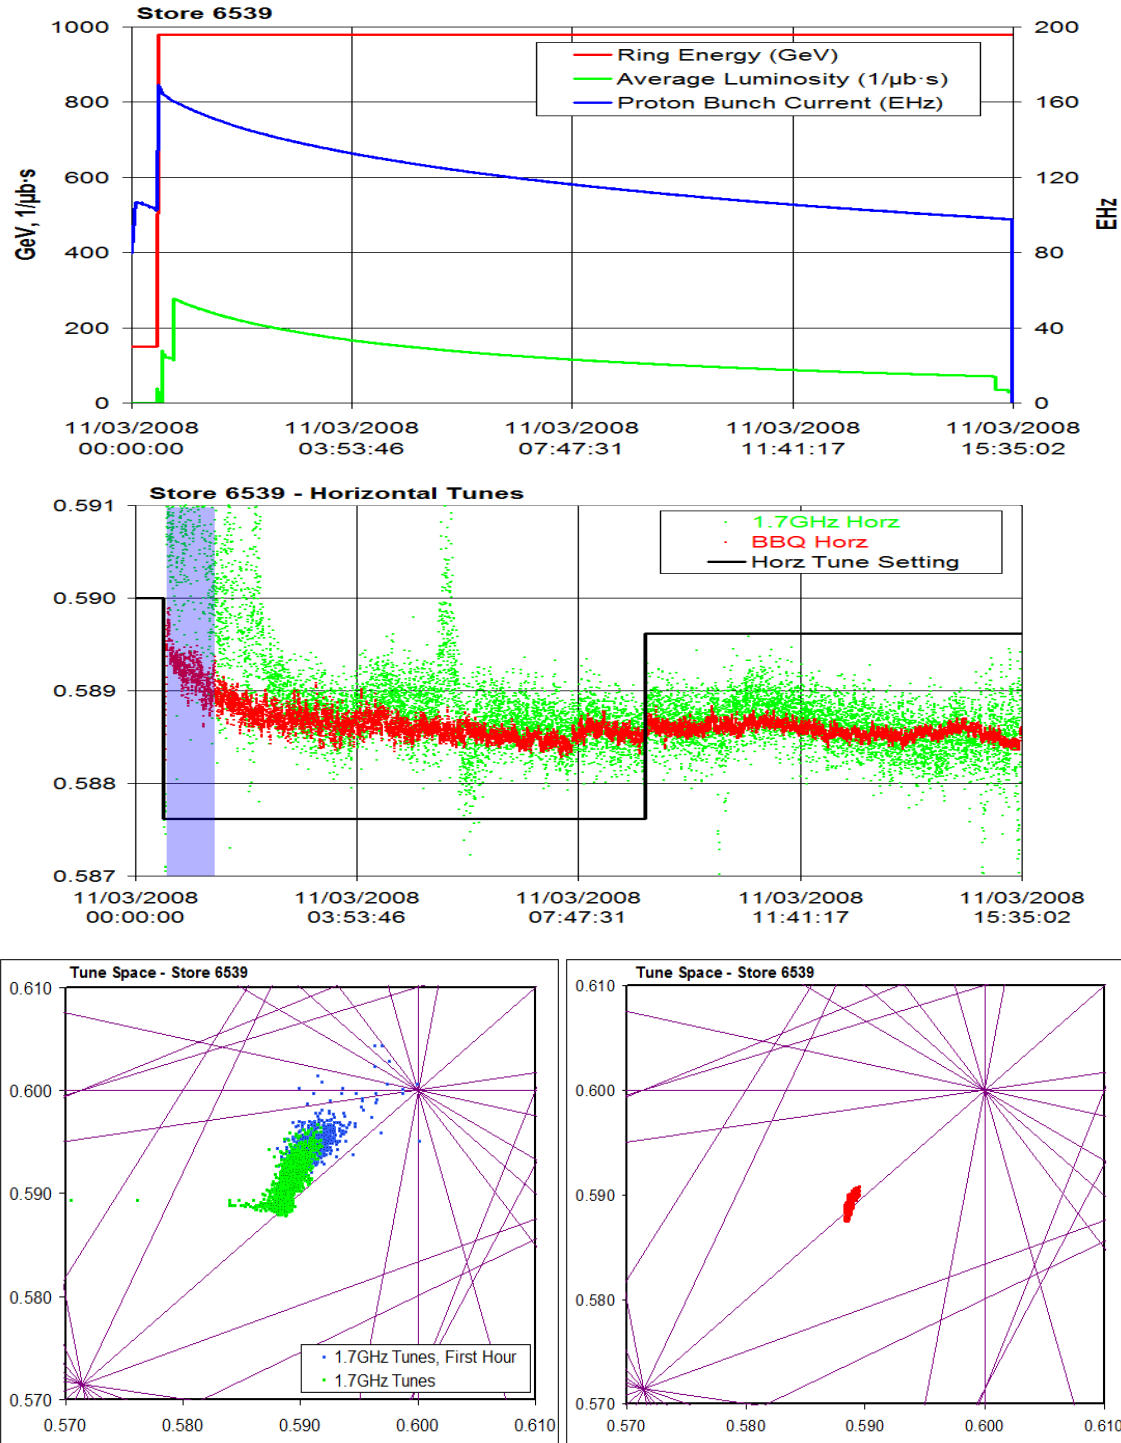 Store 6539
1000
800
600
400
200
0
GeV, 1/µb·s
200
160
120
80
40
0
EHz
Ring Energy (GeV)
Average Luminosity (1/µb·s)
Proton Bunch Current (EHz)
11/03/2008 11/03/2008 11/03/2008 11/03/2008 11/03/2008
00:00:00 03:53:46 07:47:31 11:41:17 15:35:02
Store 6539 - Horizontal Tunes
0.591
0.590
0.589
0.588
0.587
1.7GHz Horz
BBQ Horz
Horz Tune Setting
11/03/2008 11/03/2008 11/03/2008 11/03/2008 11/03/2008
00:00:00 03:53:46 07:47:31 11:41:17 15:35:02
Tune Space - Store 6539
0.610
0.600
0.590
0.580
0.570
1.7GHz Tunes, First Hour
1.7GHz Tunes
0.570 0.580 0.590 0.600 0.610
Tune Space - Store 6539
0.610
0.600
0.590
0.580
0.570
0.570 0.580 0.590 0.600 0.610